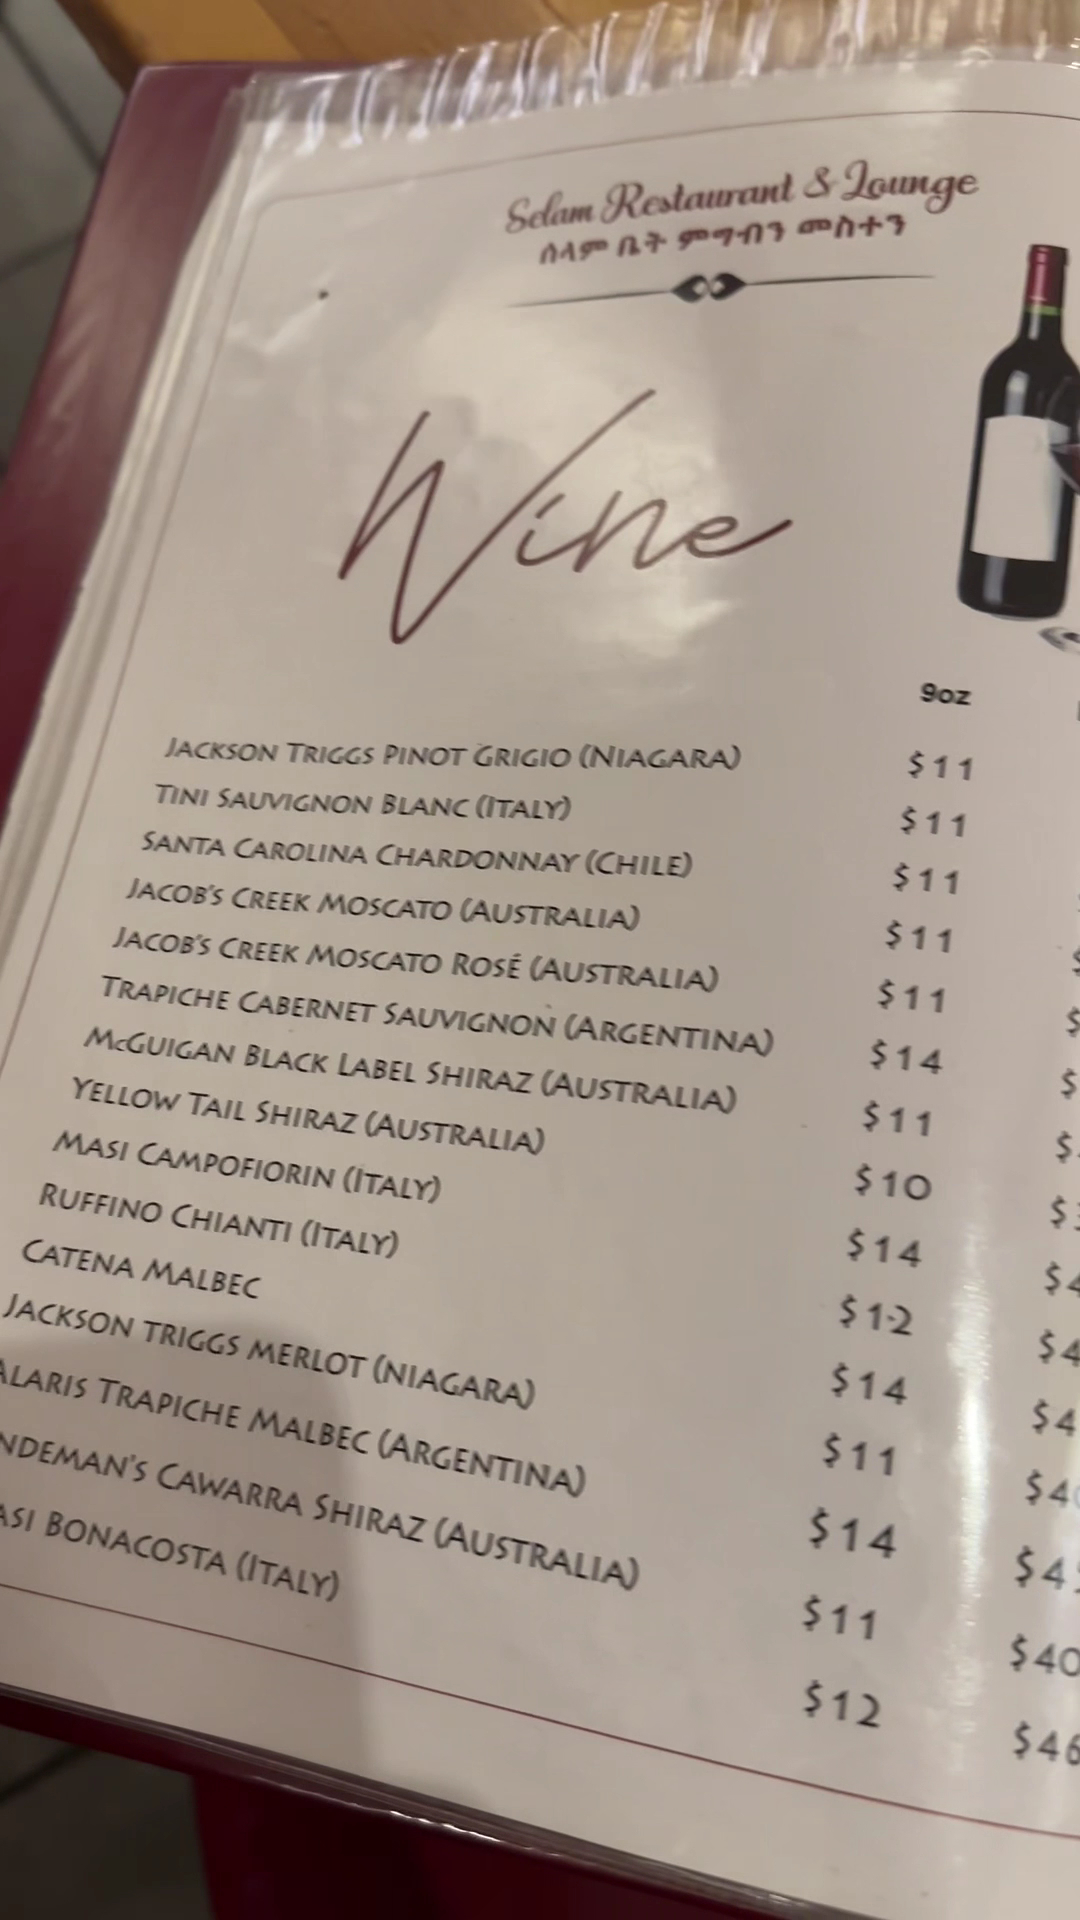 Selam Restaurant & Lounge
ሰላም ቤት ምግብን መስተን
Wine
9oz
JACKSON TRIGGS PINOT GRIGIO (NIAGARA) $11
TINI SAUVIGNON BLANC (ITALY) $11
SANTA CAROLINA CHARDONNAY (CHILE) $11
JACOB'S CREEK MOSCATO (AUSTRALIA) $11
JACOB'S CREEK MOSCATO ROSÉ (AUSTRALIA) $11
TRAPICHE CABERNET SAUVIGNON (ARGENTINA) $14
McGUIGAN BLACK LABEL SHIRAZ (AUSTRALIA) $11
YELLOW TAIL SHIRAZ (AUSTRALIA) $10
MASI CAMPOFIORIN (ITALY) $14
RUFFINO CHIANTI (ITALY) $12
CATENA MALBEC $14
JACKSON TRIGGS MERLOT (NIAGARA) $11
ALARIS TRAPICHE MALBEC (ARGENTINA) $14
NDEMAN'S CAWARRA SHIRAZ (AUSTRALIA) $11 $40
ASI BONACOSTA (ITALY) $12 $46